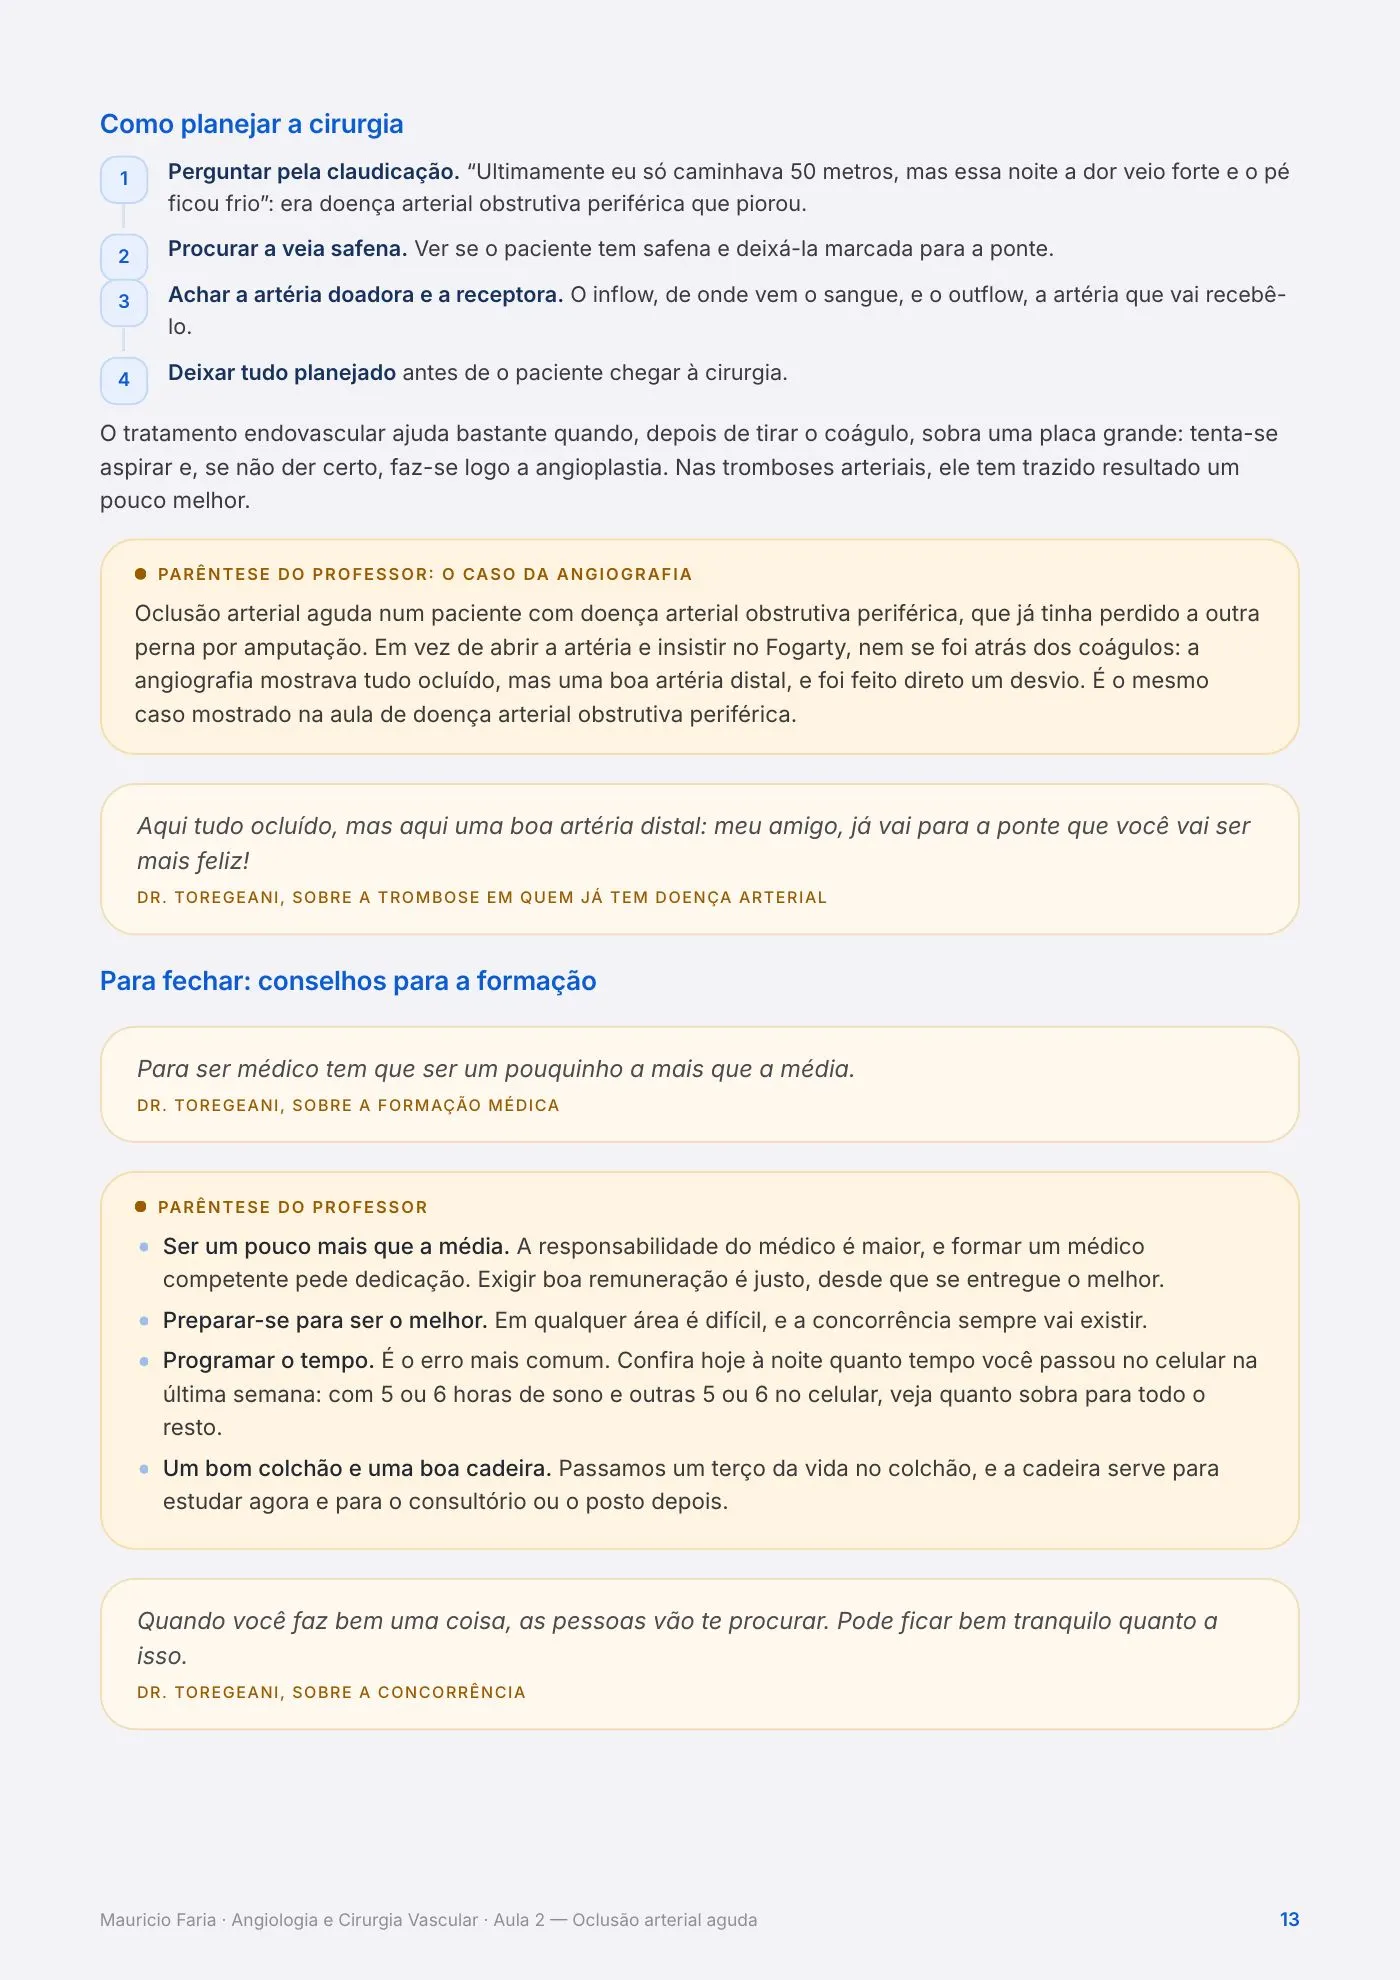 Como planejar a cirurgia
1 Perguntar pela claudicação. “Ultimamente eu só caminhava 50 metros, mas essa noite a dor veio forte e o pé
ficou frio”: era doença arterial obstrutiva periférica que piorou.
2 Procurar a veia safena. Ver se o paciente tem safena e deixá-la marcada para a ponte.
3 Achar a artéria doadora e a receptora. O inflow, de onde vem o sangue, e o outflow, a artéria que vai recebê-
lo.
4 Deixar tudo planejado antes de o paciente chegar à cirurgia.
O tratamento endovascular ajuda bastante quando, depois de tirar o coágulo, sobra uma placa grande: tenta-se
aspirar e, se não der certo, faz-se logo a angioplastia. Nas tromboses arteriais, ele tem trazido resultado um
pouco melhor.
PARÊNTESE DO PROFESSOR: O CASO DA ANGIOGRAFIA
Oclusão arterial aguda num paciente com doença arterial obstrutiva periférica, que já tinha perdido a outra
perna por amputação. Em vez de abrir a artéria e insistir no Fogarty, nem se foi atrás dos coágulos: a
angiografia mostrava tudo ocluído, mas uma boa artéria distal, e foi feito direto um desvio. É o mesmo
caso mostrado na aula de doença arterial obstrutiva periférica.
Aqui tudo ocluído, mas aqui uma boa artéria distal: meu amigo, já vai para a ponte que você vai ser
mais feliz!
DR. TOREGEANI, SOBRE A TROMBOSE EM QUEM JÁ TEM DOENÇA ARTERIAL
Para fechar: conselhos para a formação
Para ser médico tem que ser um pouquinho a mais que a média.
DR. TOREGEANI, SOBRE A FORMAÇÃO MÉDICA
PARÊNTESE DO PROFESSOR
Ser um pouco mais que a média. A responsabilidade do médico é maior, e formar um médico
competente pede dedicação. Exigir boa remuneração é justo, desde que se entregue o melhor.
Preparar-se para ser o melhor. Em qualquer área é difícil, e a concorrência sempre vai existir.
Programar o tempo. É o erro mais comum. Confira hoje à noite quanto tempo você passou no celular na
última semana: com 5 ou 6 horas de sono e outras 5 ou 6 no celular, veja quanto sobra para todo o
resto.
Um bom colchão e uma boa cadeira. Passamos um terço da vida no colchão, e a cadeira serve para
estudar agora e para o consultório ou o posto depois.
Quando você faz bem uma coisa, as pessoas vão te procurar. Pode ficar bem tranquilo quanto a
isso.
DR. TOREGEANI, SOBRE A CONCORRÊNCIA
Mauricio Faria · Angiologia e Cirurgia Vascular · Aula 2 — Oclusão arterial aguda 13